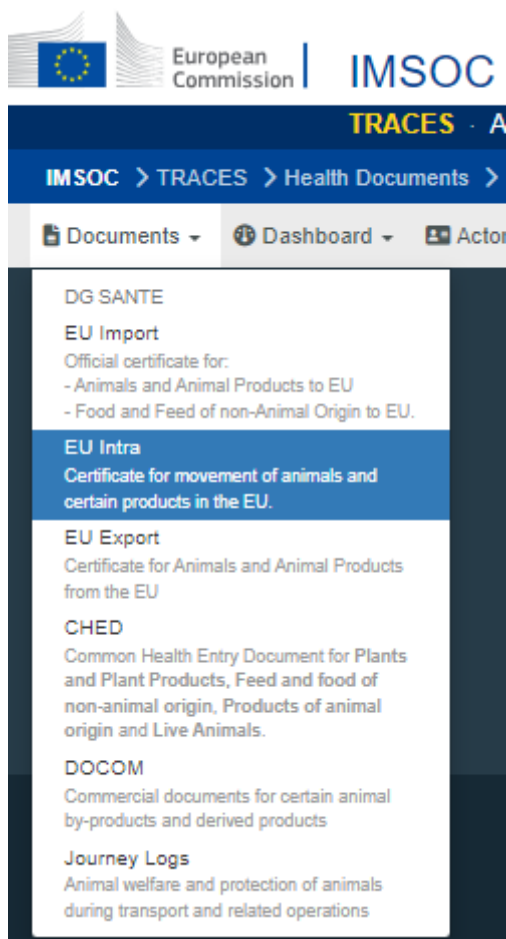 European
Commission
IMSOC
TRACES · A
IMSOC > TRACES > Health Documents >
Documents Dashboard Actor
DG SANTE
EU Import
Official certificate for:
- Animals and Animal Products to EU
- Food and Feed of non-Animal Origin to EU.
EU Intra
Certificate for movement of animals and
certain products in the EU.
EU Export
Certificate for Animals and Animal Products
from the EU
CHED
Common Health Entry Document for Plants
and Plant Products, Feed and food of
non-animal origin, Products of animal
origin and Live Animals.
DOCOM
Commercial documents for certain animal
by-products and derived products
Journey Logs
Animal welfare and protection of animals
during transport and related operations